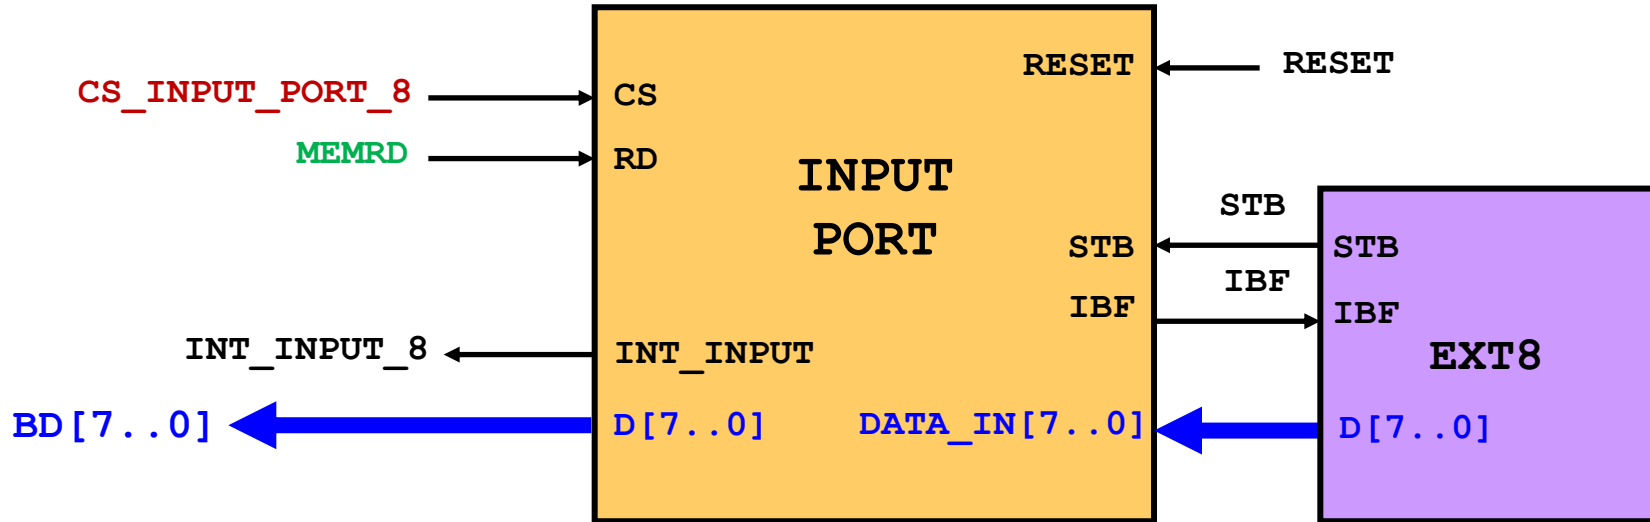 CS_INPUT_PORT_8
CS
RESET
RESET
MEMRD
RD
INPUT
PORT
STB
STB
STB
IBF
IBF
IBF
INT_INPUT_8
INT_INPUT
EXT8
BD[7..0]
D[7..0]
DATA_IN[7..0]
D[7..0]